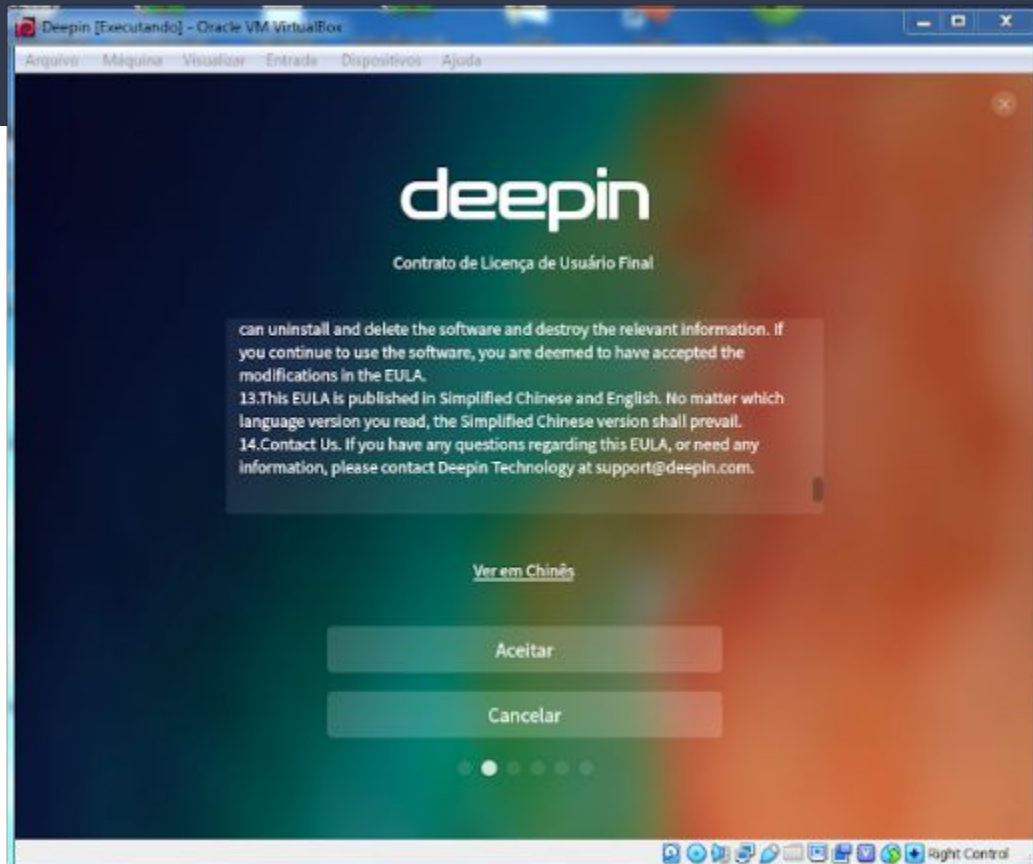 Deepin [Executando] - Oracle VM VirtualBox
Arquivo Máquina Visualizar Entrada Dispositivos Ajuda
deepin
Contrato de Licença de Usuário Final
can uninstall and delete the software and destroy the relevant information. If
you continue to use the software, you are deemed to have accepted the
modifications in the EULA.
13.This EULA is published in Simplified Chinese and English. No matter which
language version you read, the Simplified Chinese version shall prevail.
14.Contact Us. If you have any questions regarding this EULA, or need any
information, please contact Deepin Technology at support@deepin.com.
Ver em Chinês
Aceitar
Cancelar
Right Control